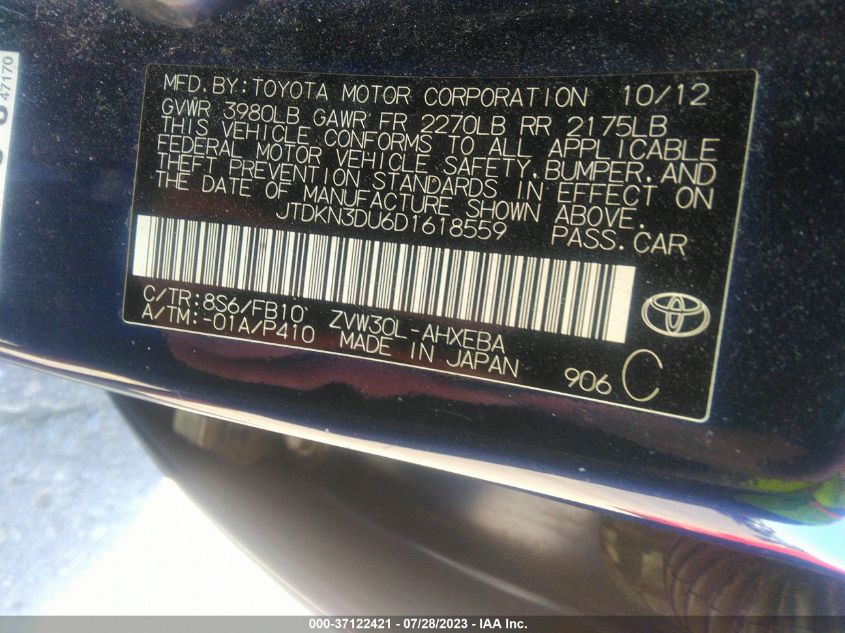 MFD.BY:TOYOTA MOTOR CORPORATION 10/12
GVWR 3980LB GAWR FR 2270LB RR 2175LB
THIS VEHICLE CONFORMS TO ALL APPLICABLE
FEDERAL MOTOR VEHICLE SAFETY,BUMPER,AND
THEFT PREVENTION STANDARDS IN EFFECT ON
THE DATE OF MANUFACTURE SHOWN ABOVE.
JTDKN3DU6D1618559 PASS.CAR
C/TR:8S6/FB10 ZVW30L-AHXEBA
A/TM:-01A/P410 MADE IN JAPAN
906 C
47170
000-37122421 - 07/28/2023 - IAA Inc.